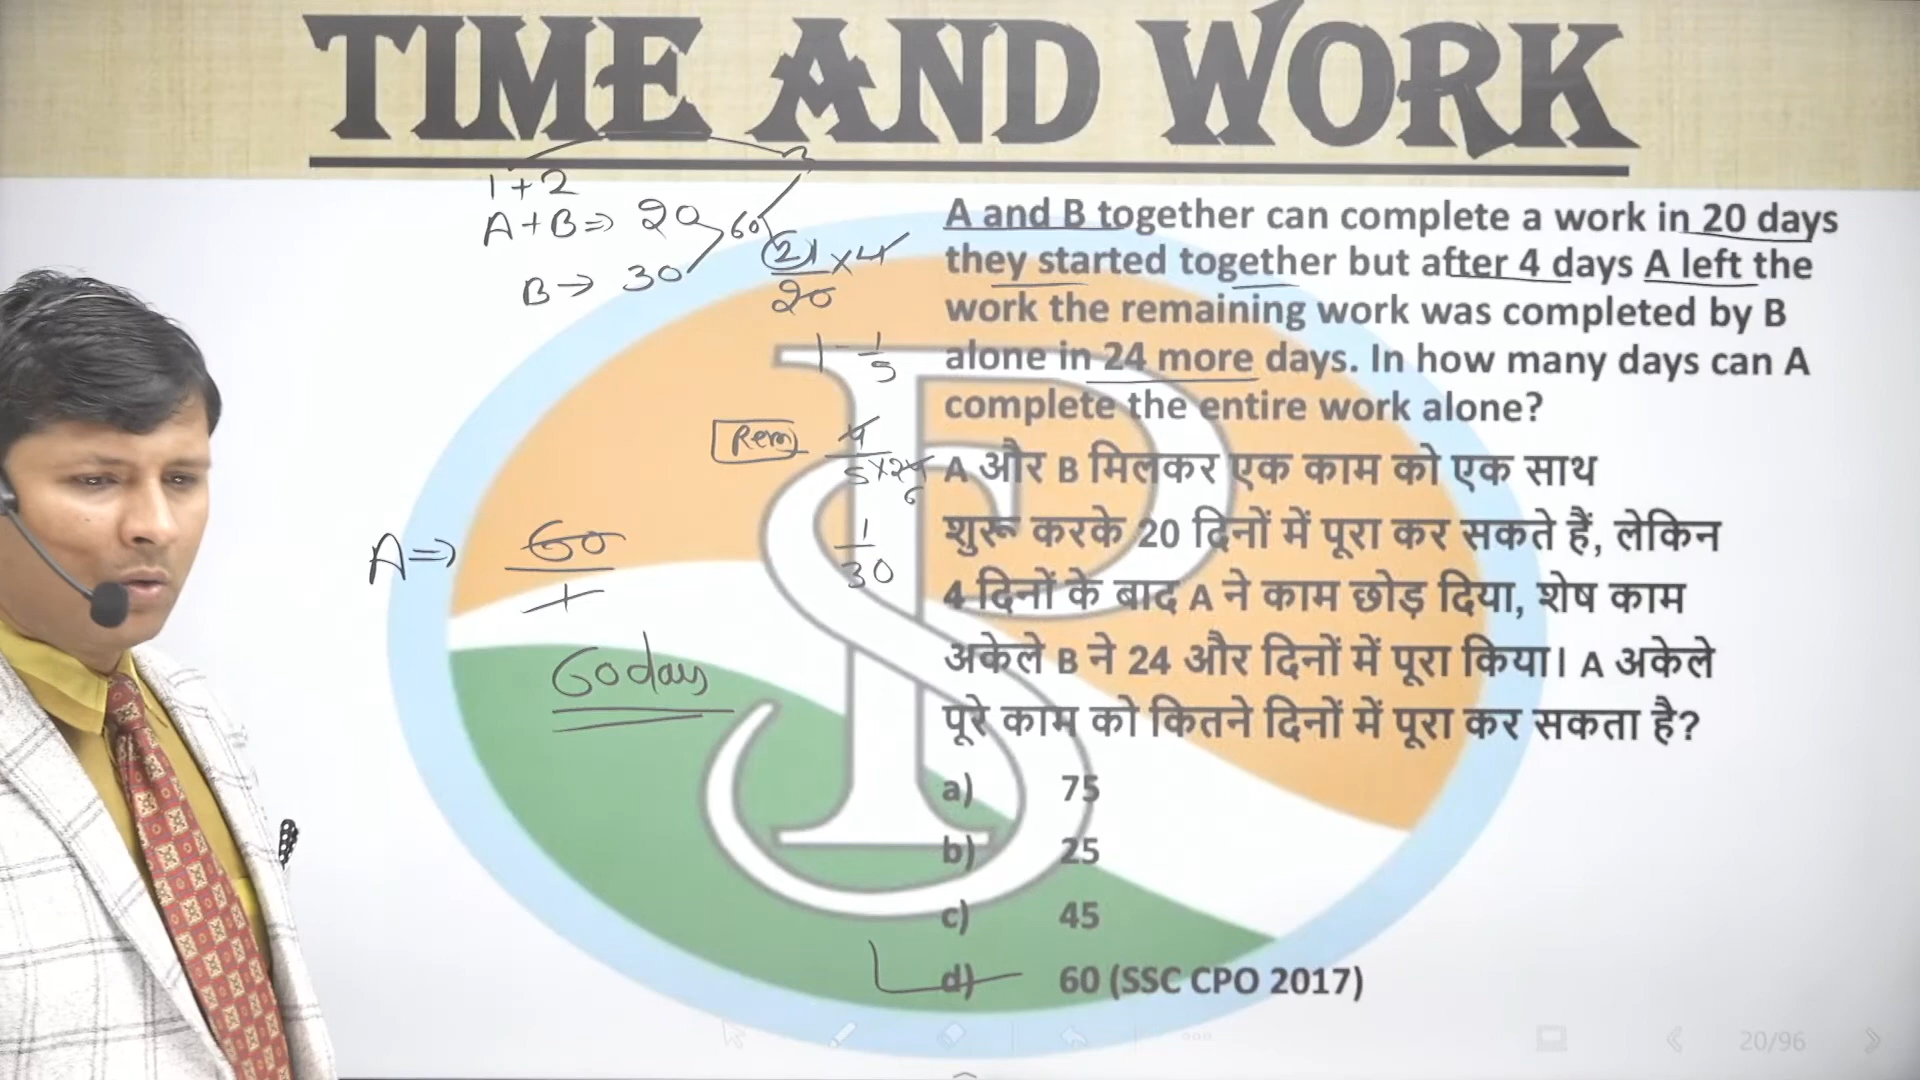 TIME AND WORK
1+2
A+B⇒ 20
60
B→ 30
21×4
20
1-1/5
Rem
4
5×24
6
1
30
A⇒ 60
1
60 days
A and B together can complete a work in 20 days
they started together but after 4 days A left the
work the remaining work was completed by B
alone in 24 more days. In how many days can A
complete the entire work alone?
A और B मिलकर एक काम को एक साथ
शुरू करके 20 दिनों में पूरा कर सकते हैं, लेकिन
4 दिनों के बाद A ने काम छोड़ दिया, शेष काम
अकेले B ने 24 और दिनों में पूरा किया। A अकेले
पूरे काम को कितने दिनों में पूरा कर सकता है?
a) 75
b) 25
c) 45
d) 60 (SSC CPO 2017)
20/96